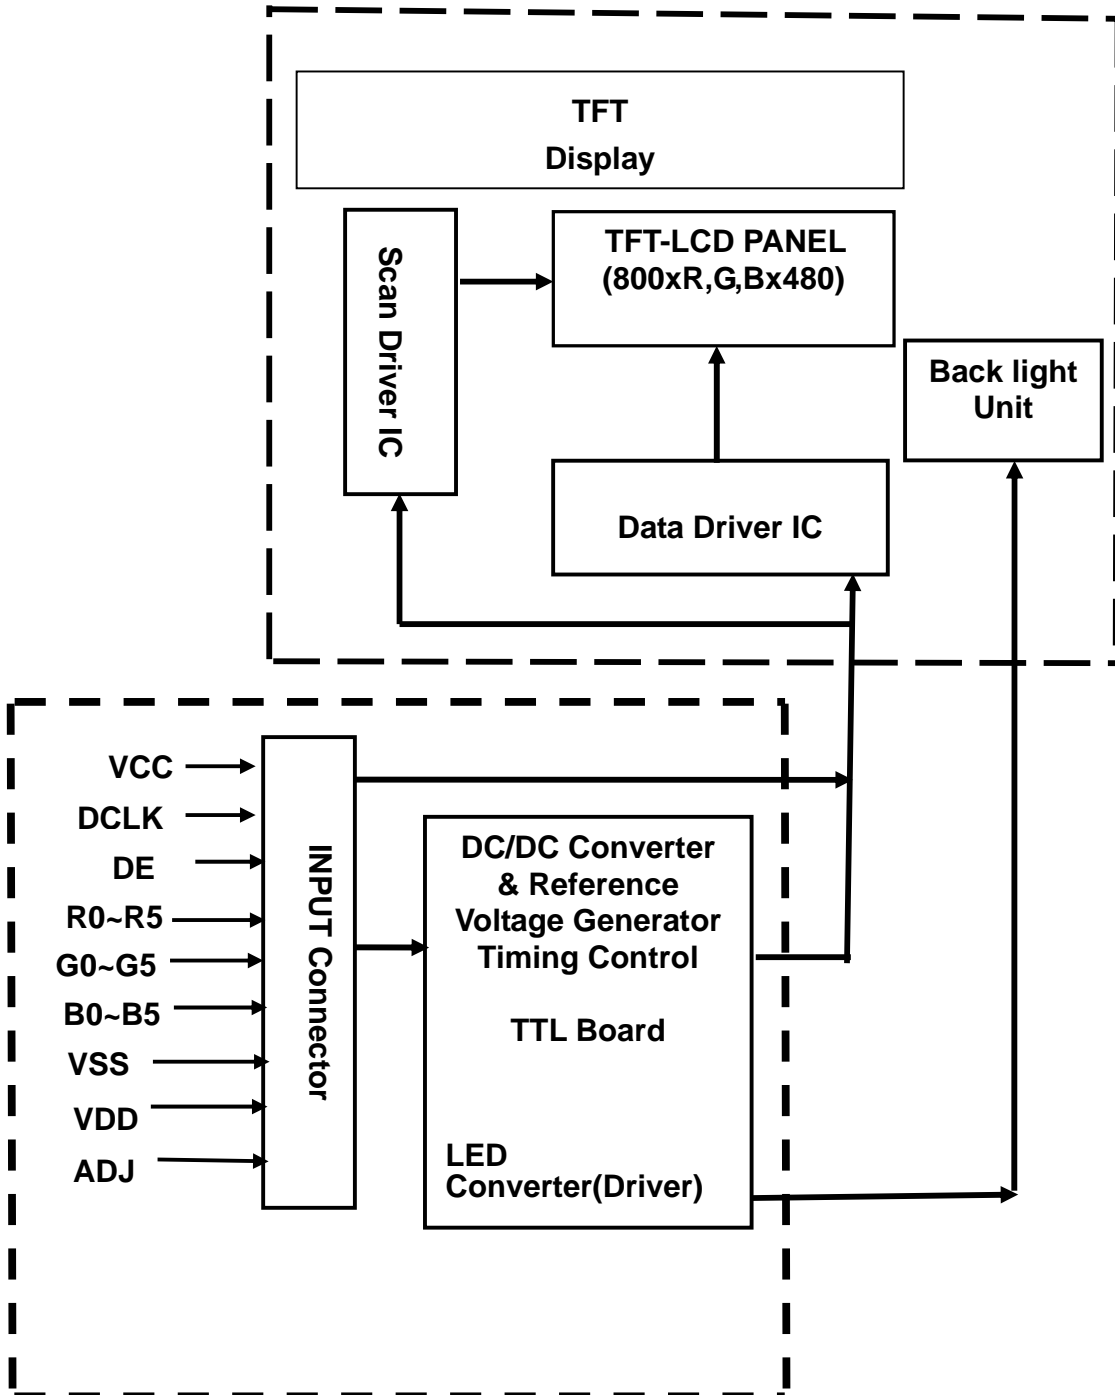 TFT
Display
Scan Driver IC
TFT-LCD PANEL
(800xR,G,Bx480)
Back light
Unit
Data Driver IC
VCC
DCLK
DE
R0~R5
G0~G5
B0~B5
VSS
VDD
ADJ
INPUT Connector
DC/DC Converter
& Reference
Voltage Generator
Timing Control
TTL Board
LED
Converter(Driver)